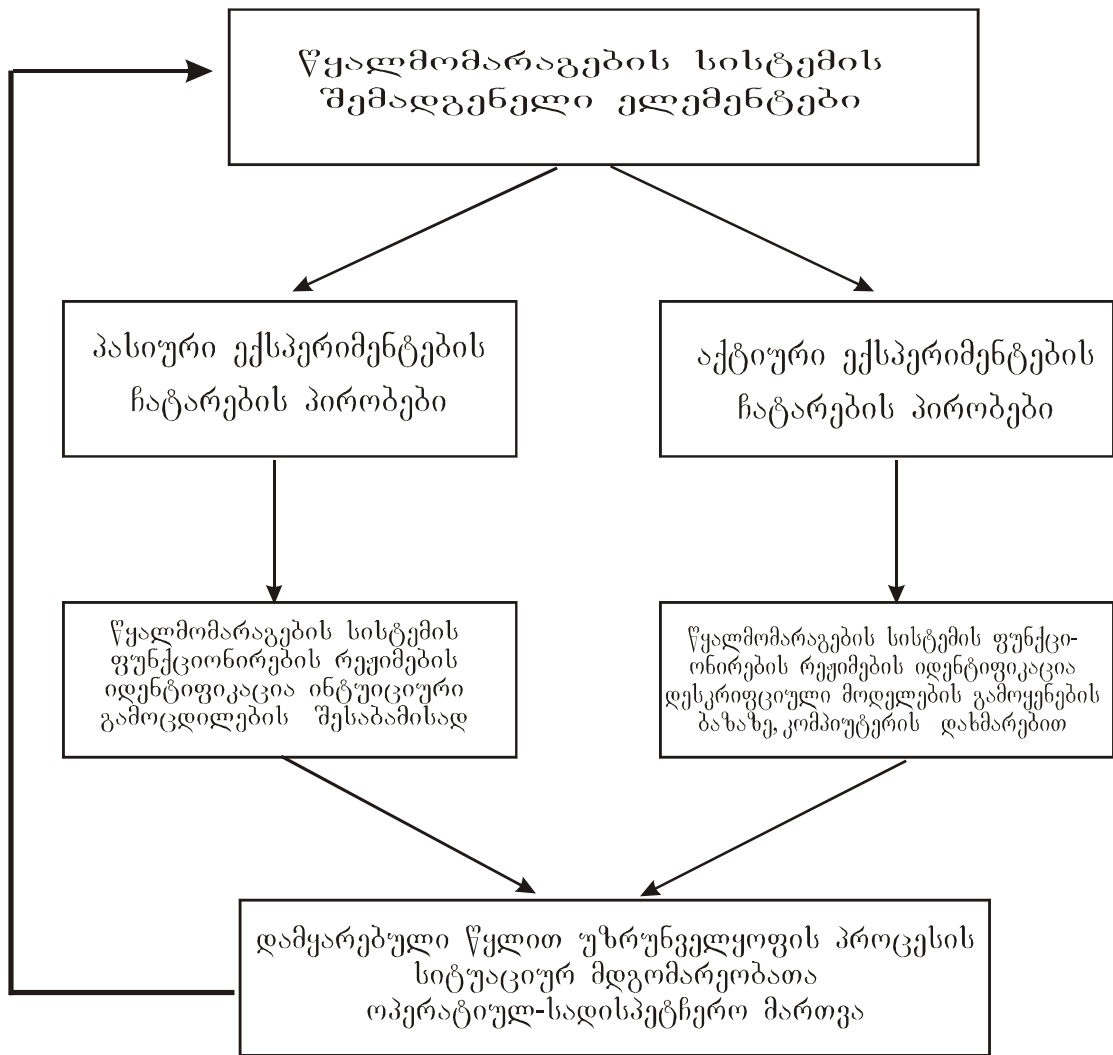 წყალმომარაგების სისტემის
შემადგენელი ელემენტები
პასიური ექსპერიმენტების
ჩატარების პირობები
აქტიური ექსპერიმენტების
ჩატარების პირობები
წყალმომარაგების სისტემის
ფუნქციონირების რეჟიმების
იდენტიფიკაცია ინტუიციური
გამოცდილების შესაბამისად
წყალმომარაგების სისტემის ფუნქცი-
ონირების რეჟიმების იდენტიფიკაცია
დესკრიფციული მოდელების გამოყენების
ბაზაზე, კომპიუტერის დახმარებით
დამყარებული წყლით უზრუნველყოფის პროცესის
სიტუაციურ მდგომარეობათა
ოპერატიულ-სადისპეტჩერო მართვა